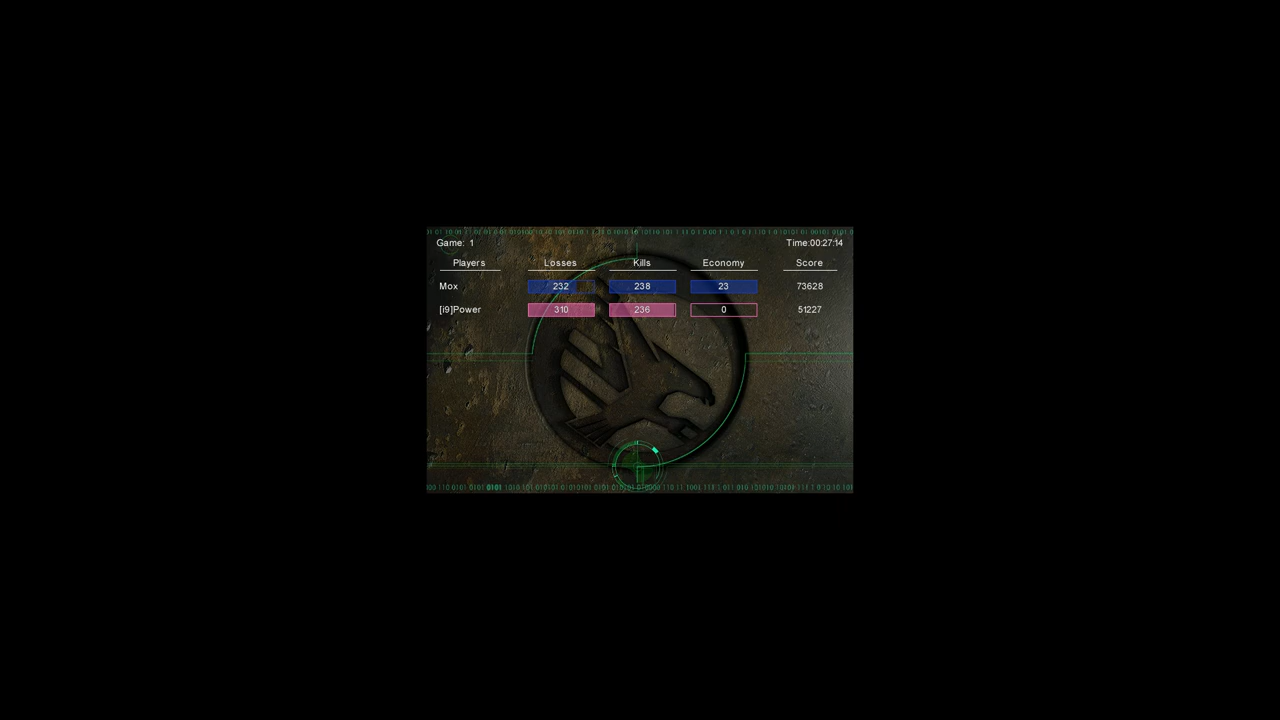 Game: 1 Time:00:27:14
Players Losses Kills Economy Score
Mox 232 238 23 73628
[i9]Power 310 236 0 51227
0101